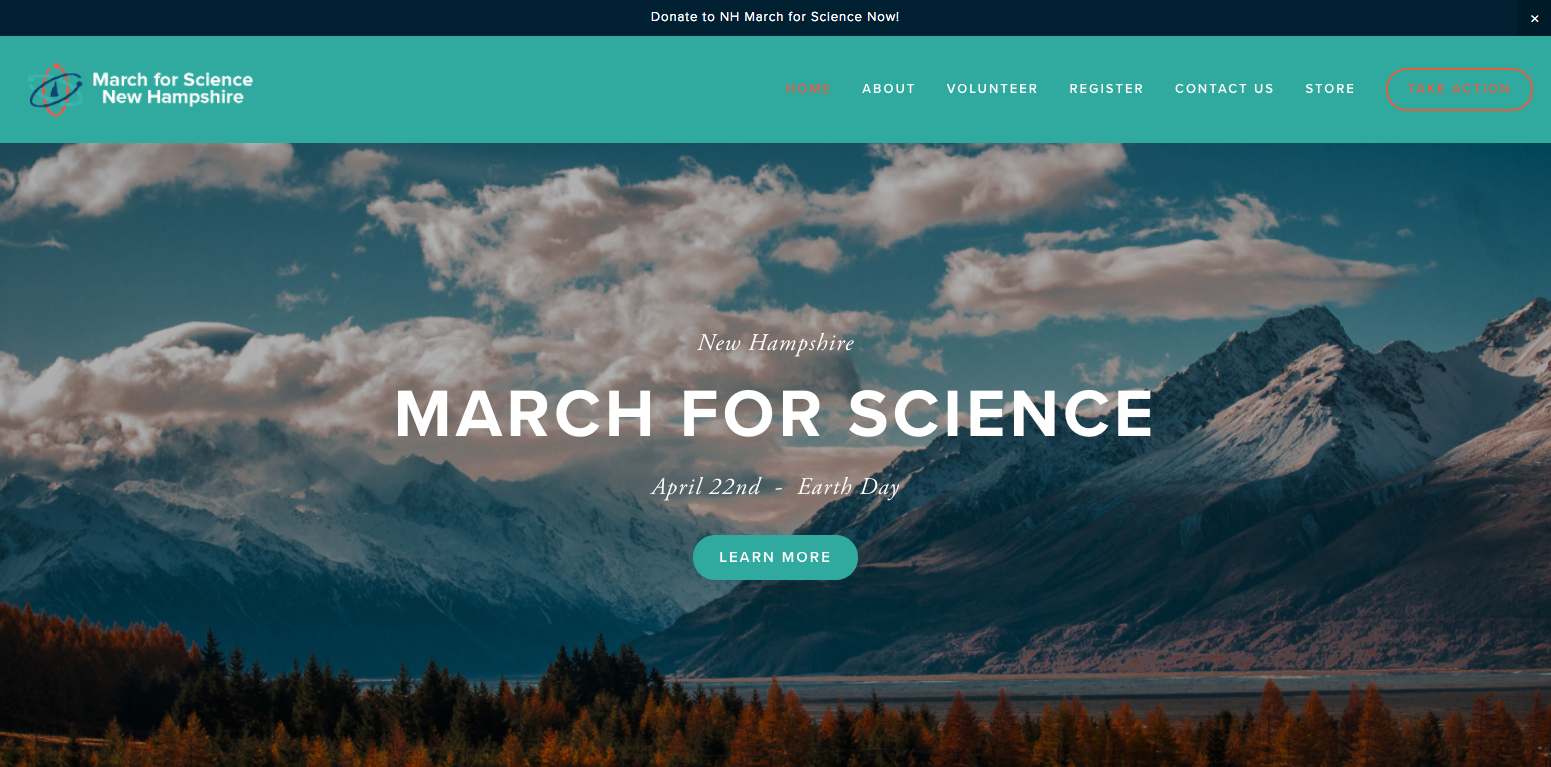 Donate to NH March for Science Now!
×
March for Science
New Hampshire
HOME ABOUT VOLUNTEER REGISTER CONTACT US STORE TAKE ACTION
New Hampshire
MARCH FOR SCIENCE
April 22nd - Earth Day
LEARN MORE